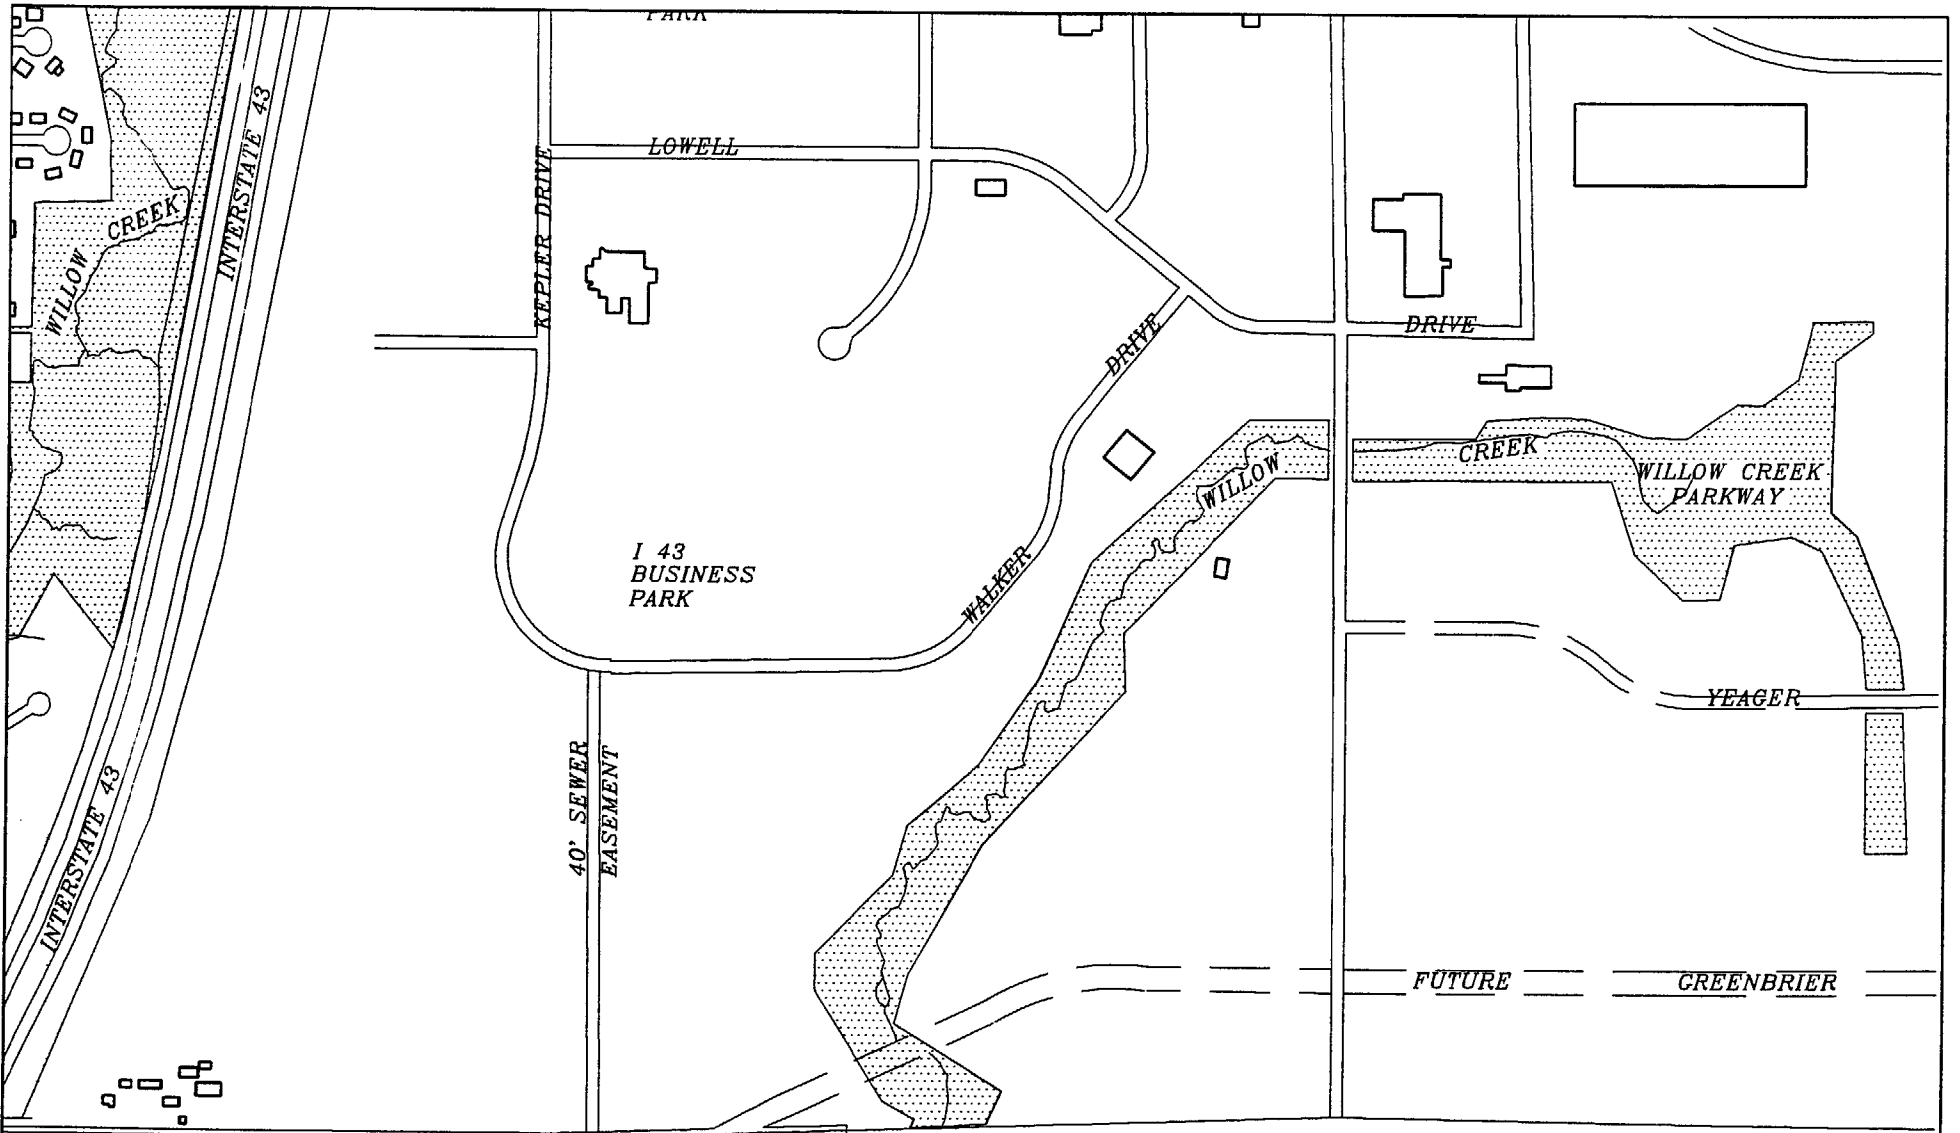 PARK
INTERSTATE 43
LOWELL
KEPLER DRIVE
WILLOW CREEK
DRIVE
DRIVE
WILLOW
CREEK
WILLOW CREEK
PARKWAY
I 43
BUSINESS
PARK
WALKER
YEAGER
40' SEWER
EASEMENT
INTERSTATE 43
FUTURE
GREENBRIER